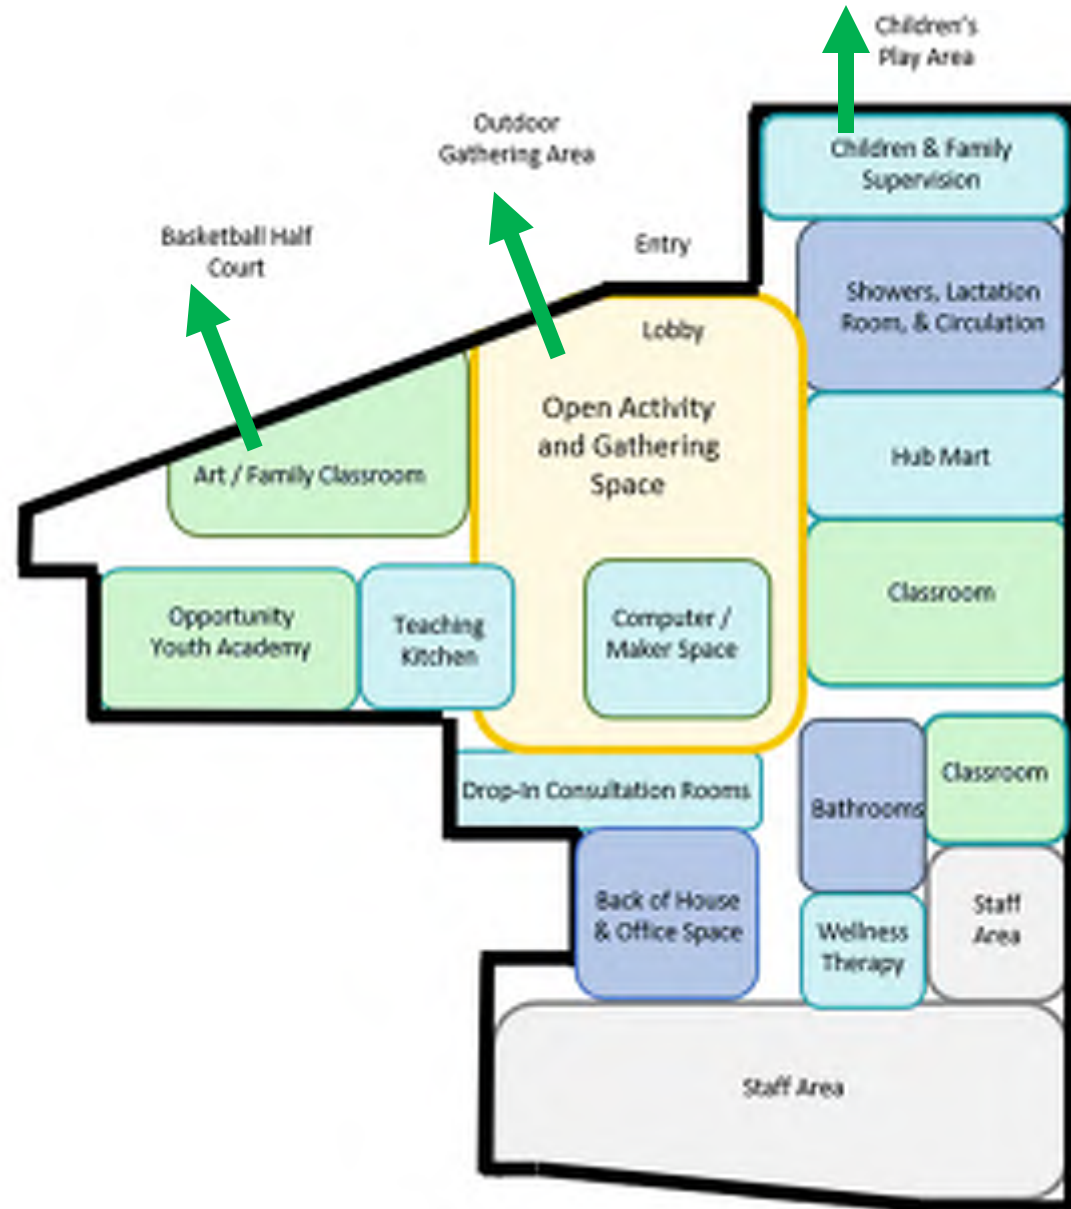 Children's
Play Area
Outdoor
Gathering Area
Children & Family
Supervision
Basketball Half
Court
Entry
Showers, Lactation
Room, & Circulation
Lobby
Open Activity
and Gathering
Space
Hub Mart
Art / Family Classroom
Classroom
Opportunity
Youth Academy
Teaching
Kitchen
Computer /
Maker Space
Drop-In Consultation Rooms
Bathrooms
Classroom
Back of House
& Office Space
Wellness
Therapy
Staff
Area
Staff Area